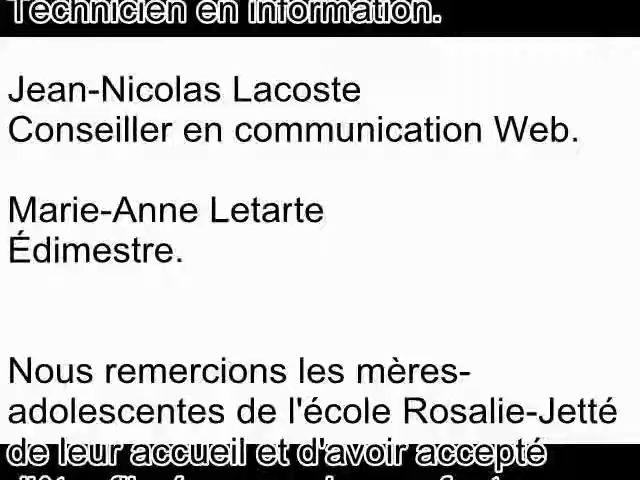 Technicien en information.
Jean-Nicolas Lacoste
Conseiller en communication Web.
Marie-Anne Letarte
Édimestre.
Nous remercions les mères-
adolescentes de l'école Rosalie-Jetté
de leur accueil et d'avoir accepté